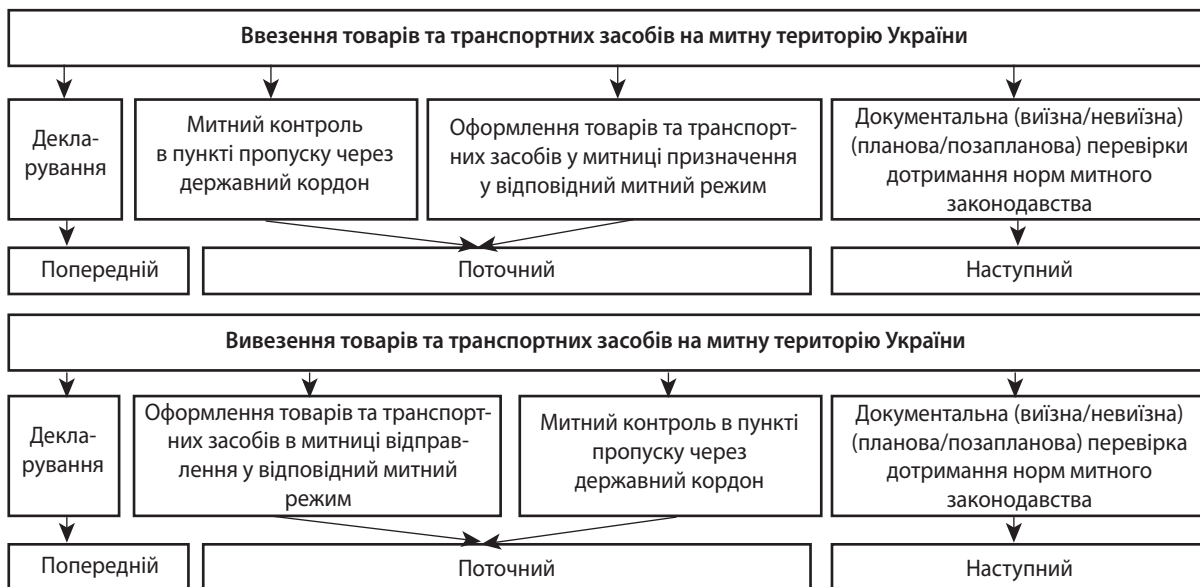 Ввезення товарів та транспортних засобів на митну територію України
Декла-
рування
Митний контроль
в пункті пропуску через
державний кордон
Оформлення товарів та транспорт-
них засобів у митниці призначення
у відповідний митний режим
Документальна (виїзна/невиїзна)
(планова/позапланова) перевірки
дотримання норм митного
законодавства
Попередній
Поточний
Наступний
Вивезення товарів та транспортних засобів на митну територію України
Декла-
рування
Оформлення товарів та транспорт-
них засобів в митниці відправ-
лення у відповідний митний
режим
Митний контроль в пункті
пропуску через
державний кордон
Документальна (виїзна/невиїзна)
(планова/позапланова) перевірка
дотримання норм митного
законодавства
Попередній
Поточний
Наступний